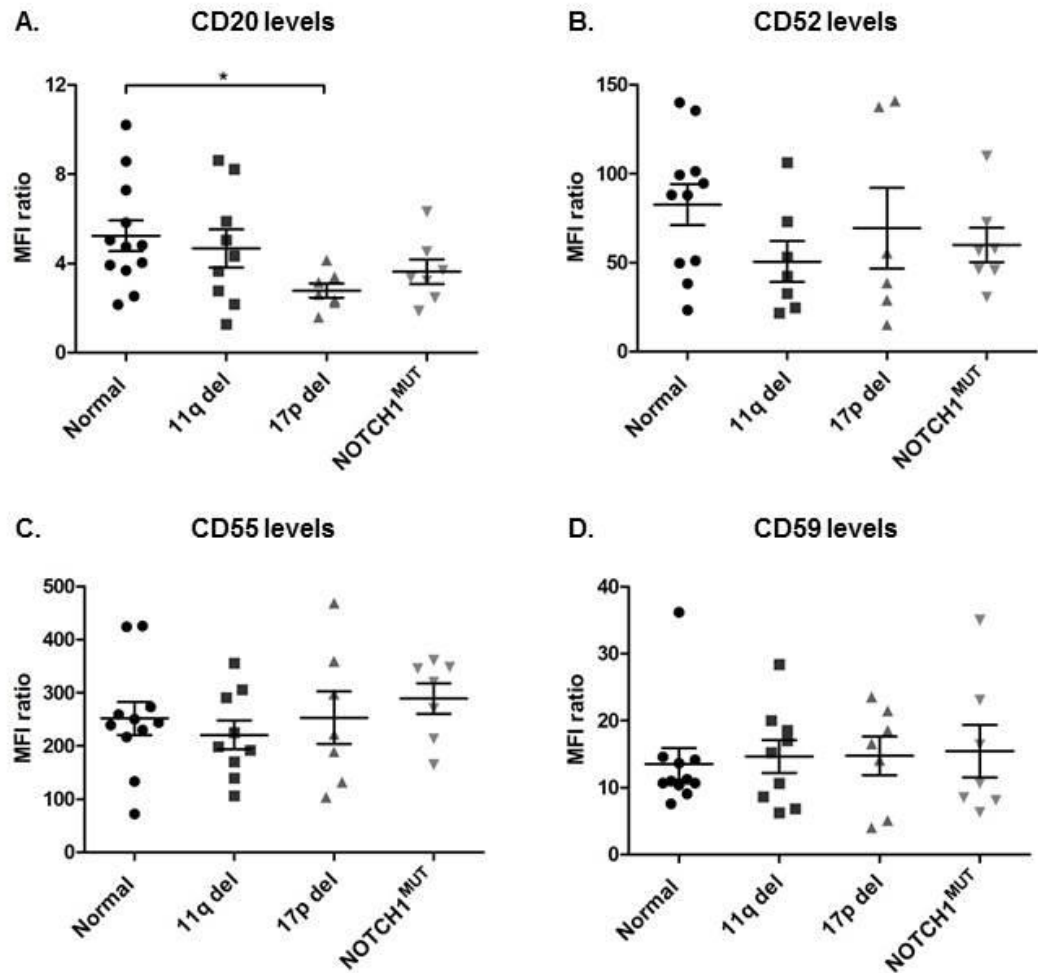 A. CD20 levels
*
12
8
4
0
MFI ratio
Normal
11q del
17p del
NOTCH1MUT
B. CD52 levels
150
100
50
0
MFI ratio
Normal
11q del
17p del
NOTCH1MUT
C. CD55 levels
500
400
300
200
100
0
MFI ratio
Normal
11q del
17p del
NOTCH1MUT
D. CD59 levels
40
30
20
10
0
MFI ratio
Normal
11q del
17p del
NOTCH1MUT